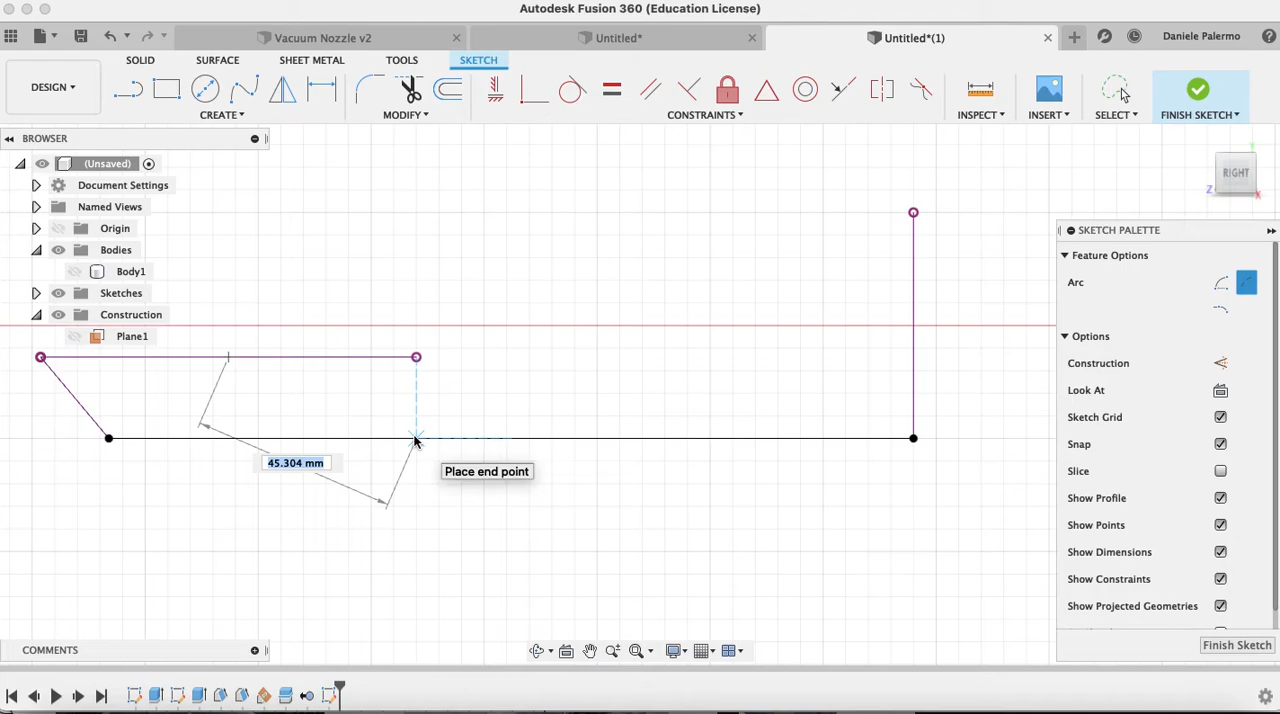 Autodesk Fusion 360 (Education License)
Vacuum Nozzle v2
Untitled*
Untitled*(1)
Daniele Palermo
DESIGN
SOLID
SURFACE
SHEET METAL
TOOLS
SKETCH
CREATE
MODIFY
CONSTRAINTS
INSPECT
INSERT
SELECT
FINISH SKETCH
BROWSER
(Unsaved)
Document Settings
Named Views
Origin
Bodies
Body1
Sketches
Construction
Plane1
45.304 mm
Place end point
RIGHT
Y
Z
X
SKETCH PALETTE
Feature Options
Arc
Options
Construction
Look At
Sketch Grid
Snap
Slice
Show Profile
Show Points
Show Dimensions
Show Constraints
Show Projected Geometries
Finish Sketch
COMMENTS